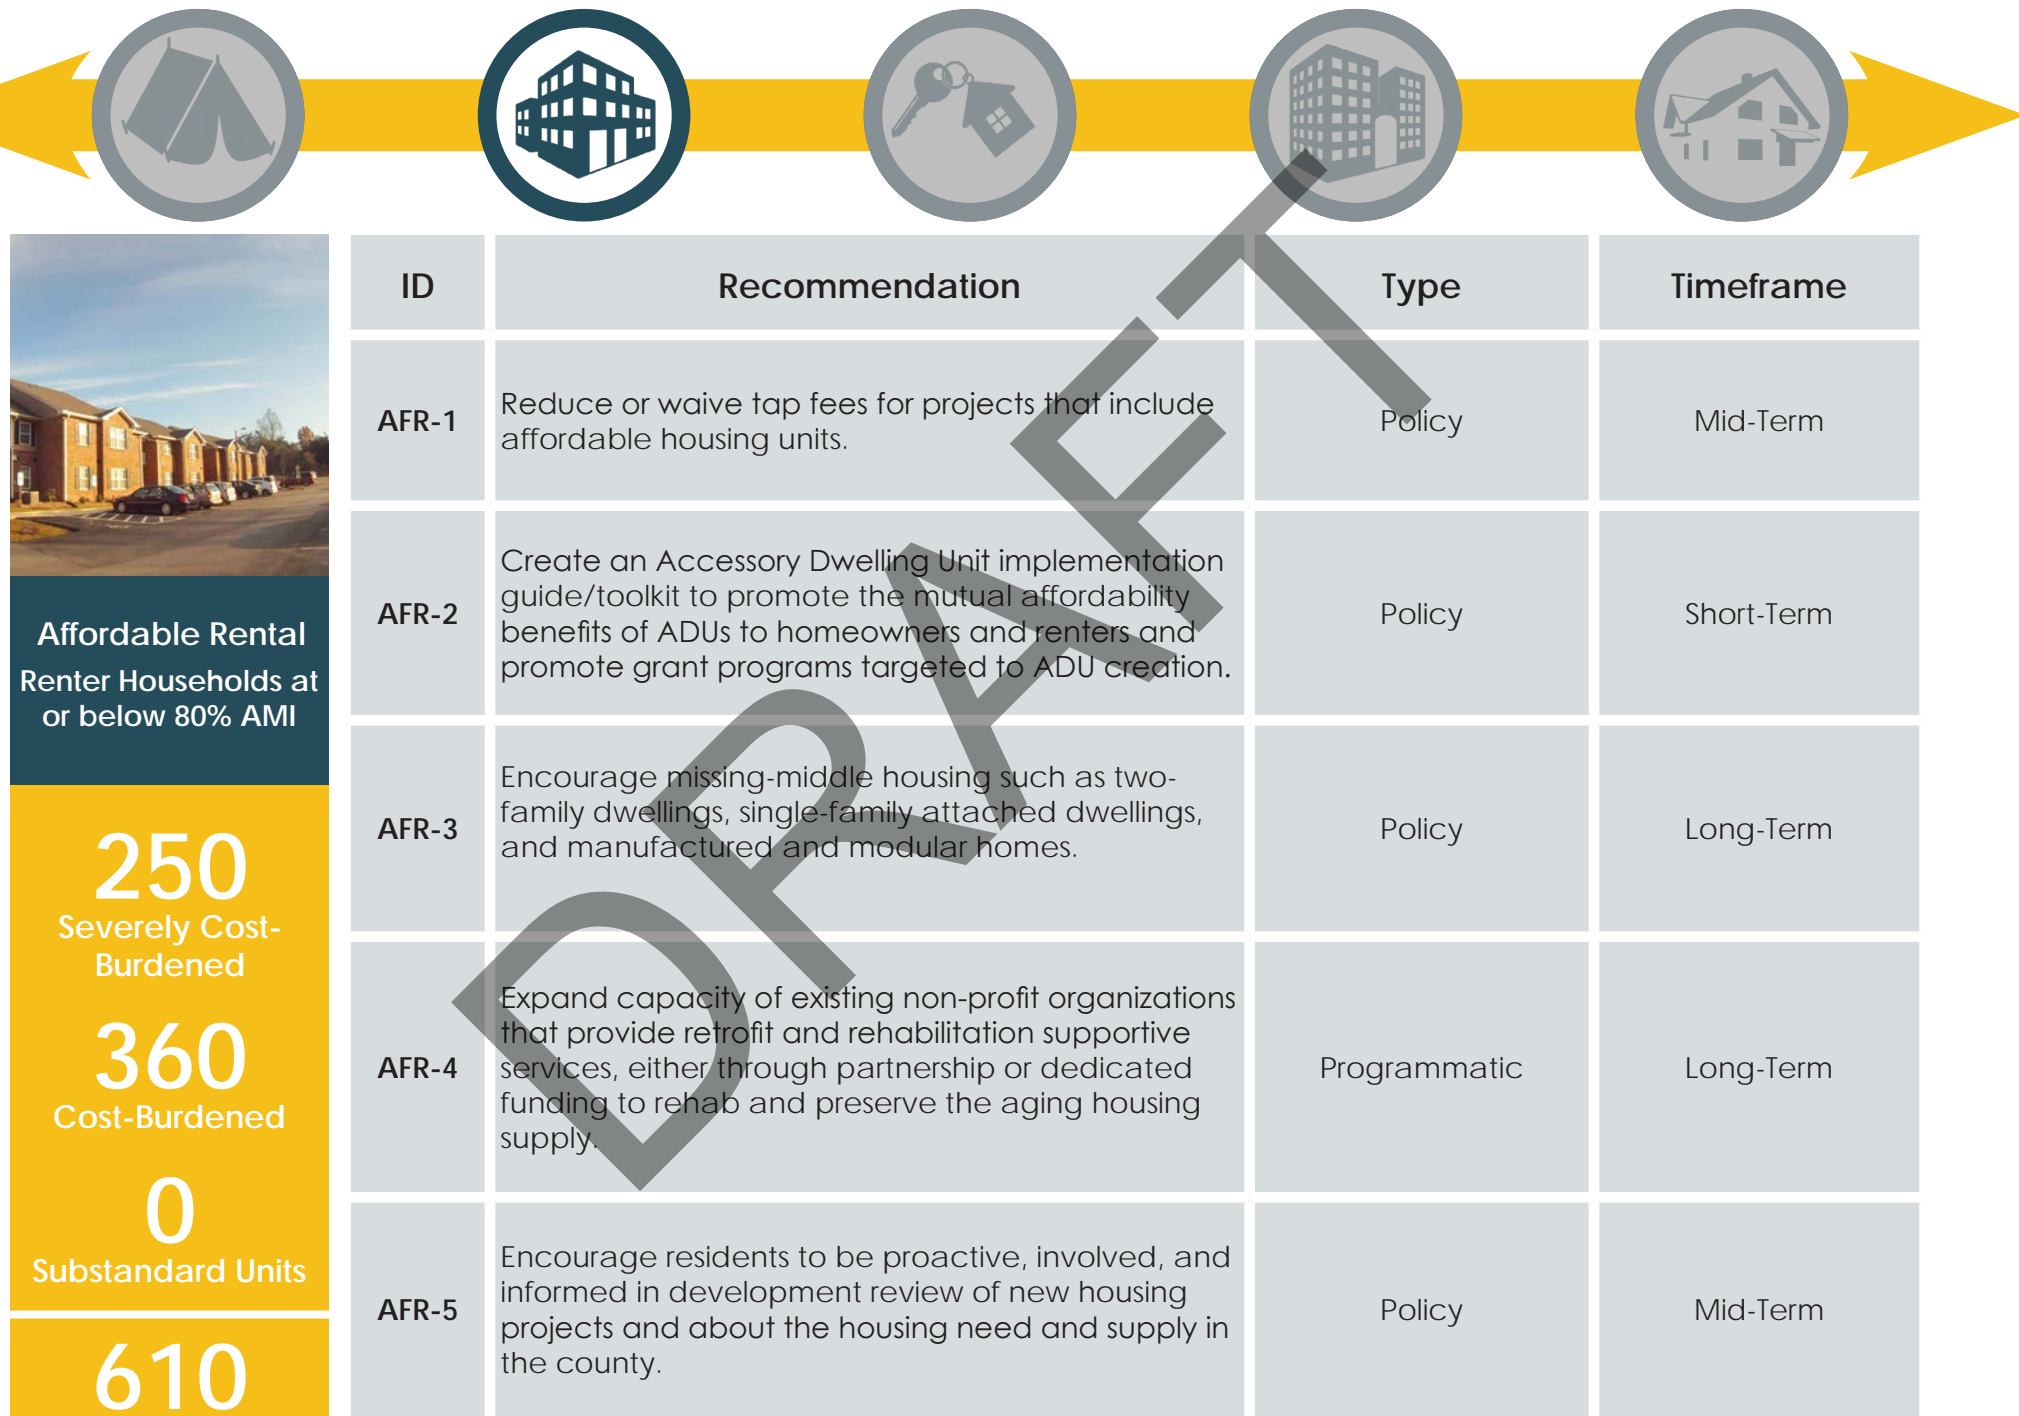 Affordable Rental
Renter Households at
or below 80% AMI
250
Severely Cost-
Burdened
360
Cost-Burdened
0
Substandard Units
610
ID
Recommendation
Type
Timeframe
AFR-1
Reduce or waive tap fees for projects that include
affordable housing units.
Policy
Mid-Term
AFR-2
Create an Accessory Dwelling Unit implementation
guide/toolkit to promote the mutual affordability
benefits of ADUs to homeowners and renters and
promote grant programs targeted to ADU creation.
Policy
Short-Term
AFR-3
Encourage missing-middle housing such as two-
family dwellings, single-family attached dwellings,
and manufactured and modular homes.
Policy
Long-Term
AFR-4
Expand capacity of existing non-profit organizations
that provide retrofit and rehabilitation supportive
services, either through partnership or dedicated
funding to rehab and preserve the aging housing
supply.
Programmatic
Long-Term
AFR-5
Encourage residents to be proactive, involved, and
informed in development review of new housing
projects and about the housing need and supply in
the county.
Policy
Mid-Term
DRAFT